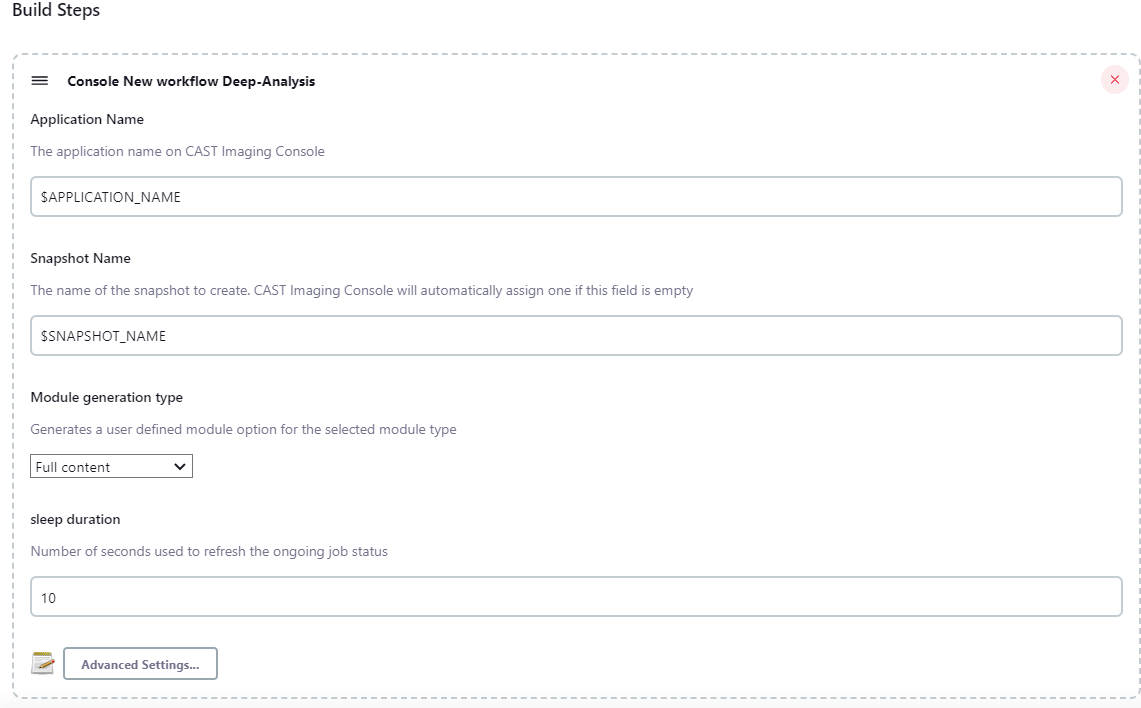 Build Steps
Console New workflow Deep-Analysis
Application Name
The application name on CAST Imaging Console
$APPLICATION_NAME
Snapshot Name
The name of the snapshot to create. CAST Imaging Console will automatically assign one if this field is empty
$SNAPSHOT_NAME
Module generation type
Generates a user defined module option for the selected module type
Full content
sleep duration
Number of seconds used to refresh the ongoing job status
10
Advanced Settings...